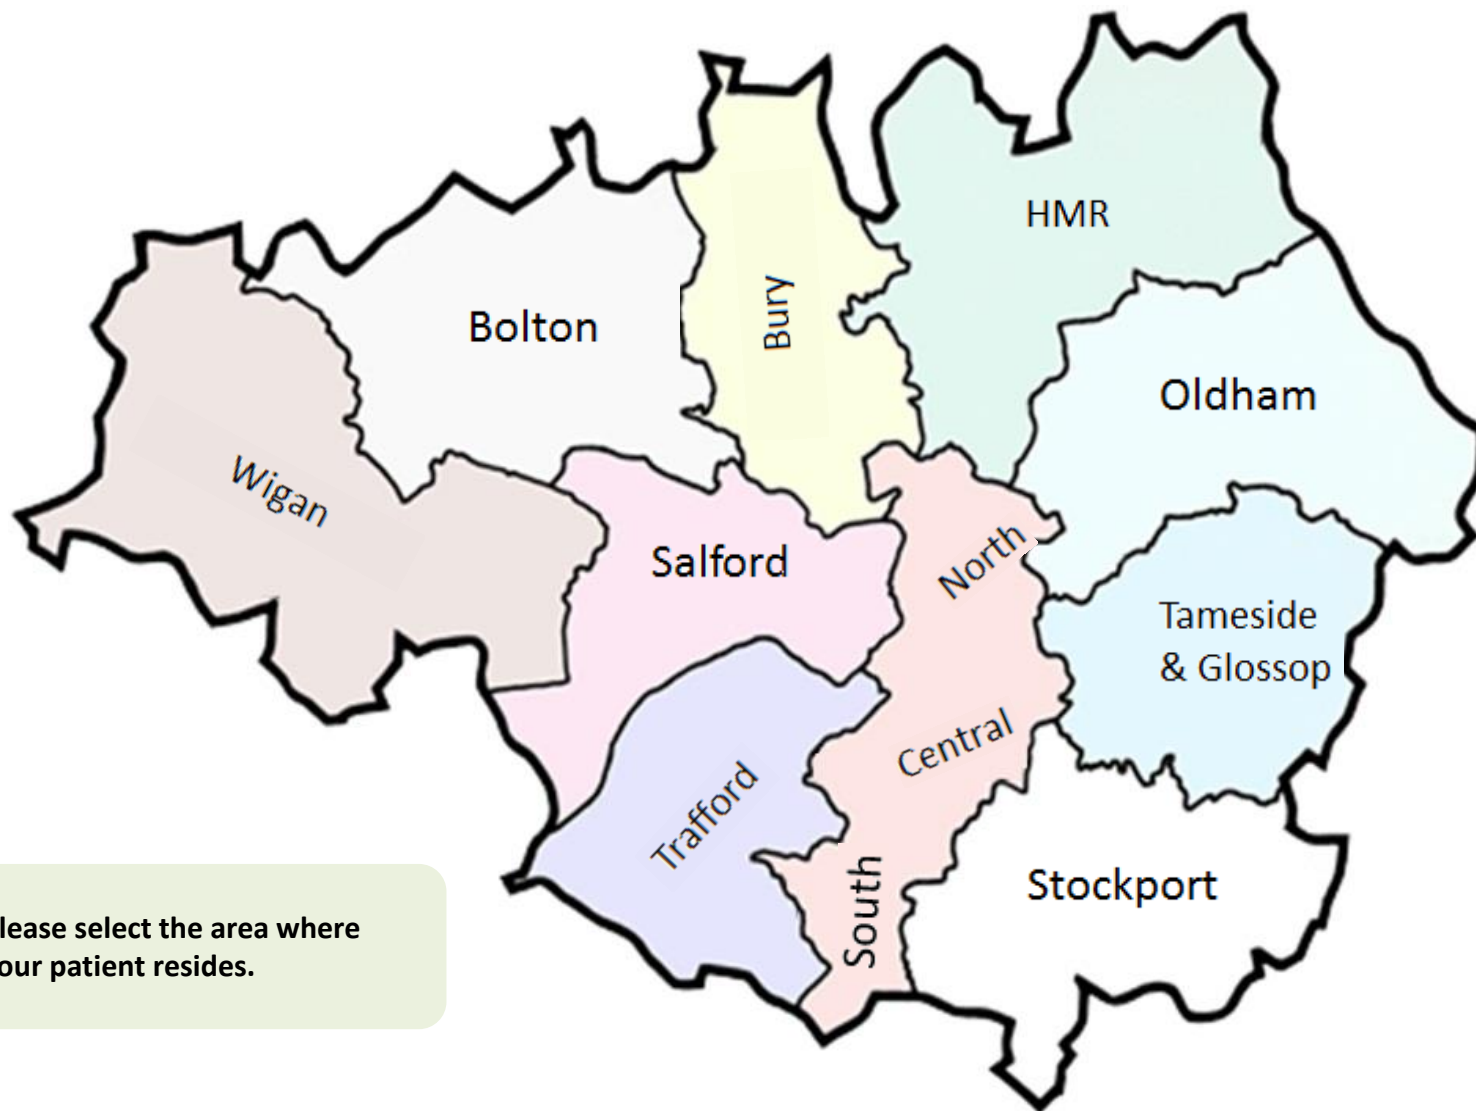 HMR
Bury
Bolton
Oldham
Wigan
North
Salford
Tameside
& Glossop
Central
Trafford
South
Stockport
lease select the area where
our patient resides.